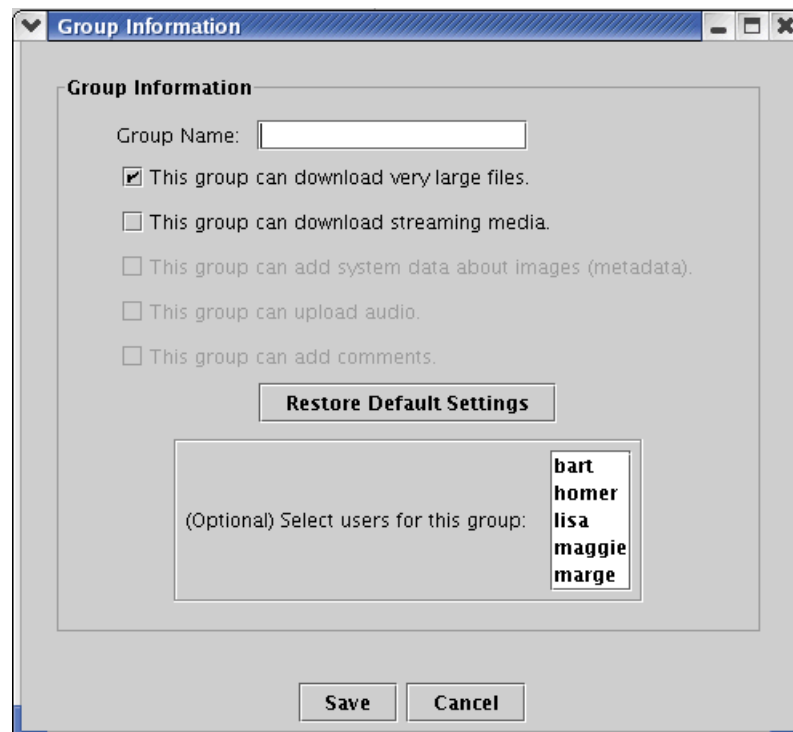 Group Information
Group Information
Group Name:
This group can download very large files.
This group can download streaming media.
This group can add system data about images (metadata).
This group can upload audio.
This group can add comments.
Restore Default Settings
(Optional) Select users for this group:
bart
homer
lisa
maggie
marge
Save
Cancel